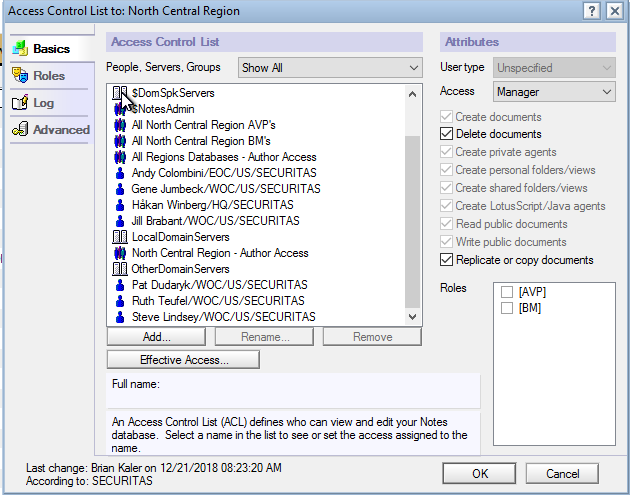 Access Control List to: North Central Region
?
Basics
Roles
Log
Advanced
Access Control List
People, Servers, Groups
Show All
$DomSpkServers
$NotesAdmin
All North Central Region AVP's
All North Central Region BM's
All Regions Databases - Author Access
Andy Colombini/EOC/US/SECURITAS
Gene Jumbeck/WOC/US/SECURITAS
Håkan Winberg/HQ/SECURITAS
Jill Brabant/WOC/US/SECURITAS
LocalDomainServers
North Central Region - Author Access
OtherDomainServers
Pat Dudaryk/WOC/US/SECURITAS
Ruth Teufel/WOC/US/SECURITAS
Steve Lindsey/WOC/US/SECURITAS
Add...
Rename...
Remove
Effective Access...
Full name:
An Access Control List (ACL) defines who can view and edit your Notes
database. Select a name in the list to see or set the access assigned to the
name.
Attributes
User type
Unspecified
Access
Manager
Create documents
Delete documents
Create private agents
Create personal folders/views
Create shared folders/views
Create LotusScript/Java agents
Read public documents
Write public documents
Replicate or copy documents
Roles
[AVP]
[BM]
Last change: Brian Kaler on 12/21/2018 08:23:20 AM
According to: SECURITAS
OK
Cancel